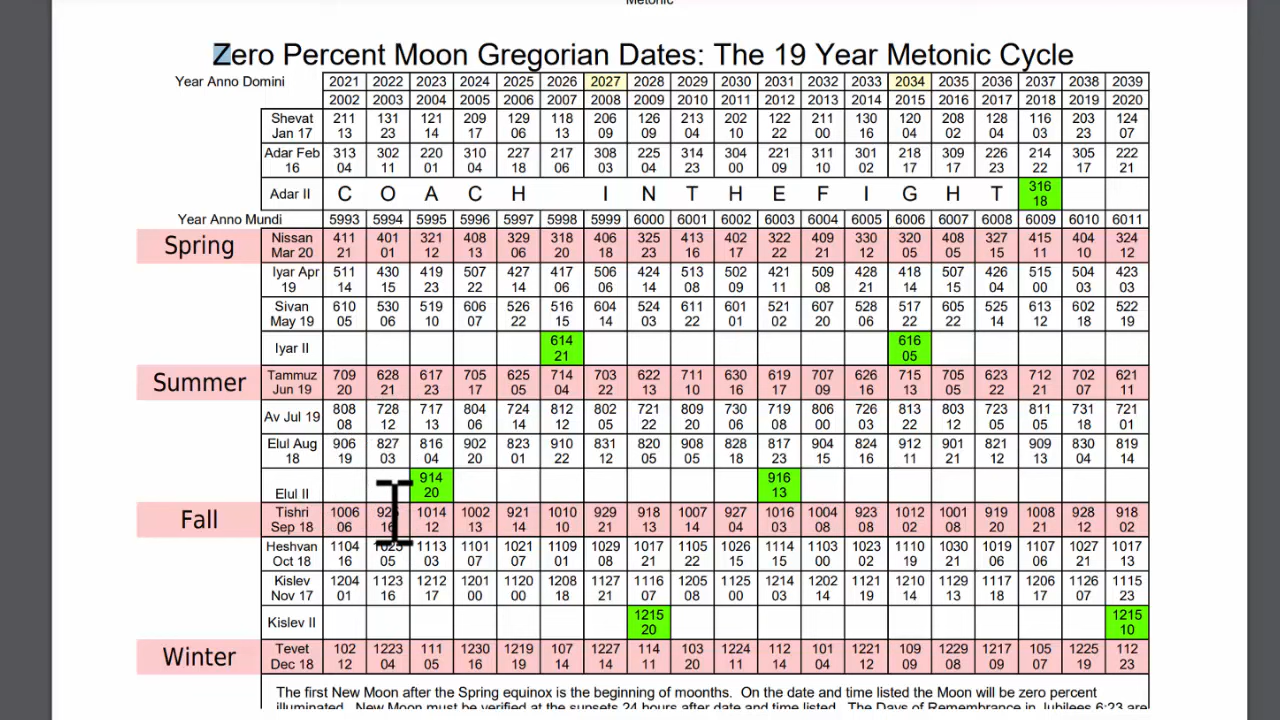 Metonic
Zero Percent Moon Gregorian Dates: The 19 Year Metonic Cycle
Year Anno Domini 2021 2022 2023 2024 2025 2026 2027 2028 2029 2030 2031 2032 2033 2034 2035 2036 2037 2038 2039
2002 2003 2004 2005 2006 2007 2008 2009 2010 2011 2012 2013 2014 2015 2016 2017 2018 2019 2020
Shevat 211 131 121 209 129 118 206 126 213 202 122 211 130 120 208 128 116 203 124
Jan 17 13 23 14 17 06 13 09 09 04 10 22 00 16 04 02 04 03 23 07
Adar Feb 313 302 220 310 227 217 308 225 314 304 221 311 301 218 309 226 214 305 222
16 04 11 01 04 18 06 03 04 23 00 09 10 02 17 17 23 22 17 21
Adar II C O A C H I N T H E F I G H T 316
18
Year Anno Mundi 5993 5994 5995 5996 5997 5998 5999 6000 6001 6002 6003 6004 6005 6006 6007 6008 6009 6010 6011
Spring Nissan 411 401 321 408 329 318 406 325 413 402 322 409 330 320 408 327 415 404 324
Mar 20 21 01 12 13 06 20 18 23 16 17 22 21 12 05 05 15 11 10 12
Iyar Apr 511 430 419 507 427 417 506 424 513 502 421 509 428 418 507 426 515 504 423
19 14 15 23 22 14 06 06 14 08 09 11 08 21 14 15 04 00 03 03
Sivan 610 530 519 606 526 516 604 524 611 601 521 607 528 517 605 525 613 602 522
May 19 05 06 10 07 22 15 14 03 22 01 02 20 06 22 22 14 12 18 19
Iyar II 614 616
21 05
Summer Tammuz 709 628 617 705 625 714 703 622 711 630 619 707 626 715 705 623 712 702 621
Jun 19 20 21 23 17 05 04 22 13 10 16 17 09 16 13 05 22 21 07 11
Av Jul 19 808 728 717 804 724 812 802 721 809 730 719 806 726 813 803 723 811 731 721
08 12 13 06 14 12 05 22 20 06 08 00 03 22 12 05 05 18 01
Elul Aug 906 827 816 902 823 910 831 820 908 828 817 904 824 912 901 821 909 830 819
18 19 03 04 20 01 22 12 05 05 18 23 15 16 11 21 12 13 04 14
Elul II 914 916
20 13
Fall Tishri 1006 1014 1002 921 1010 929 918 1007 927 1016 1004 923 1012 1001 919 1008 928 918
Sep 18 06 12 13 14 10 21 13 14 04 03 08 08 02 08 20 21 12 02
Heshvan 1104 1023 1113 1101 1021 1109 1029 1017 1105 1026 1114 1103 1023 1110 1030 1019 1107 1027 1017
Oct 18 16 05 03 07 07 01 08 21 22 15 15 00 02 19 21 06 06 21 13
Kislev 1204 1123 1212 1201 1120 1208 1127 1116 1205 1125 1214 1202 1121 1210 1129 1117 1206 1126 1115
Nov 17 01 16 17 00 00 18 21 07 08 00 03 14 19 14 13 18 17 07 23
Kislev II 1215 1215
20 10
Winter Tevet 102 1223 111 1230 1219 107 1227 114 103 1224 112 101 1221 109 1229 1217 105 1225 112
Dec 18 12 04 05 16 19 14 14 11 20 11 14 04 12 09 08 09 07 19 23
The first New Moon after the Spring equinox is the beginning of moonths. On the date and time listed the Moon will be zero percent
illuminated. New Moon must be verified at the sunsets 24 hours after date and time listed. The Days of Remembrance in Jubilees 6:23 are